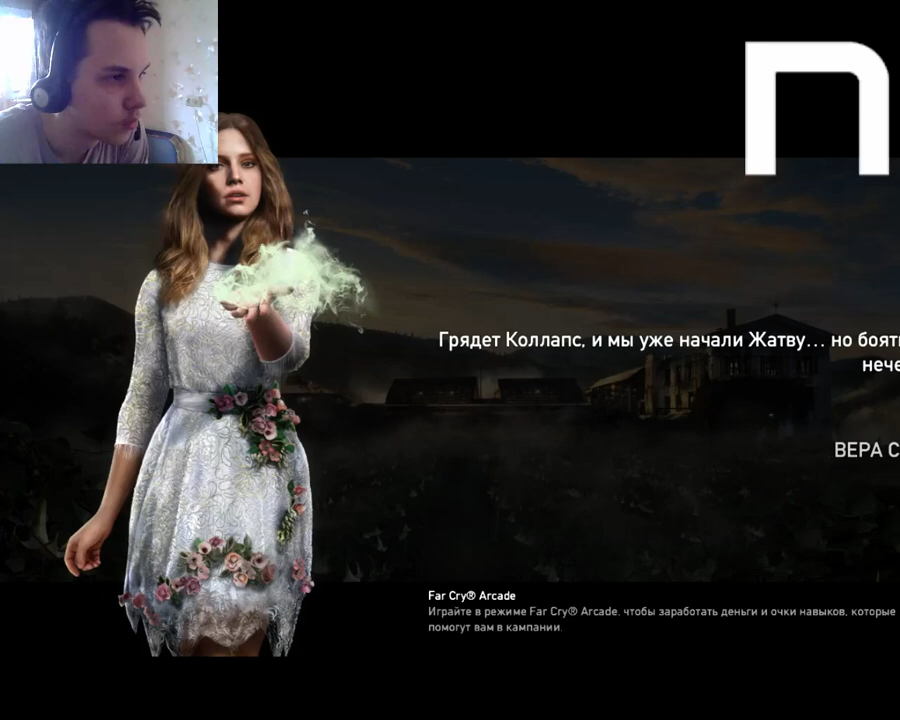 П
Грядет Коллапс, и мы уже начали Жатву... но боят
нече
ВЕРА С
Far Cry® Arcade
Играйте в режиме Far Cry® Arcade, чтобы заработать деньги и очки навыков, которые
помогут вам в кампании.